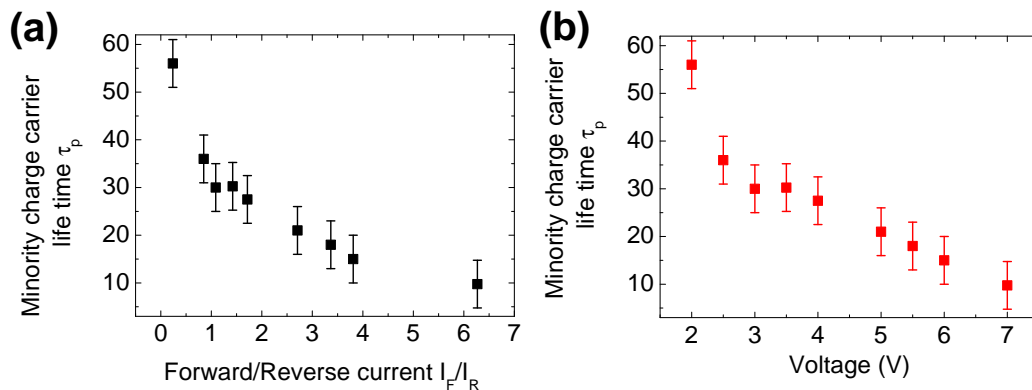 (a)
60
50
40
30
20
10
Minority charge carrier
life time τp
0 1 2 3 4 5 6 7
Forward/Reverse current IF/IR
(b)
60
50
40
30
20
10
Minority charge carrier
life time τp
2 3 4 5 6 7
Voltage (V)